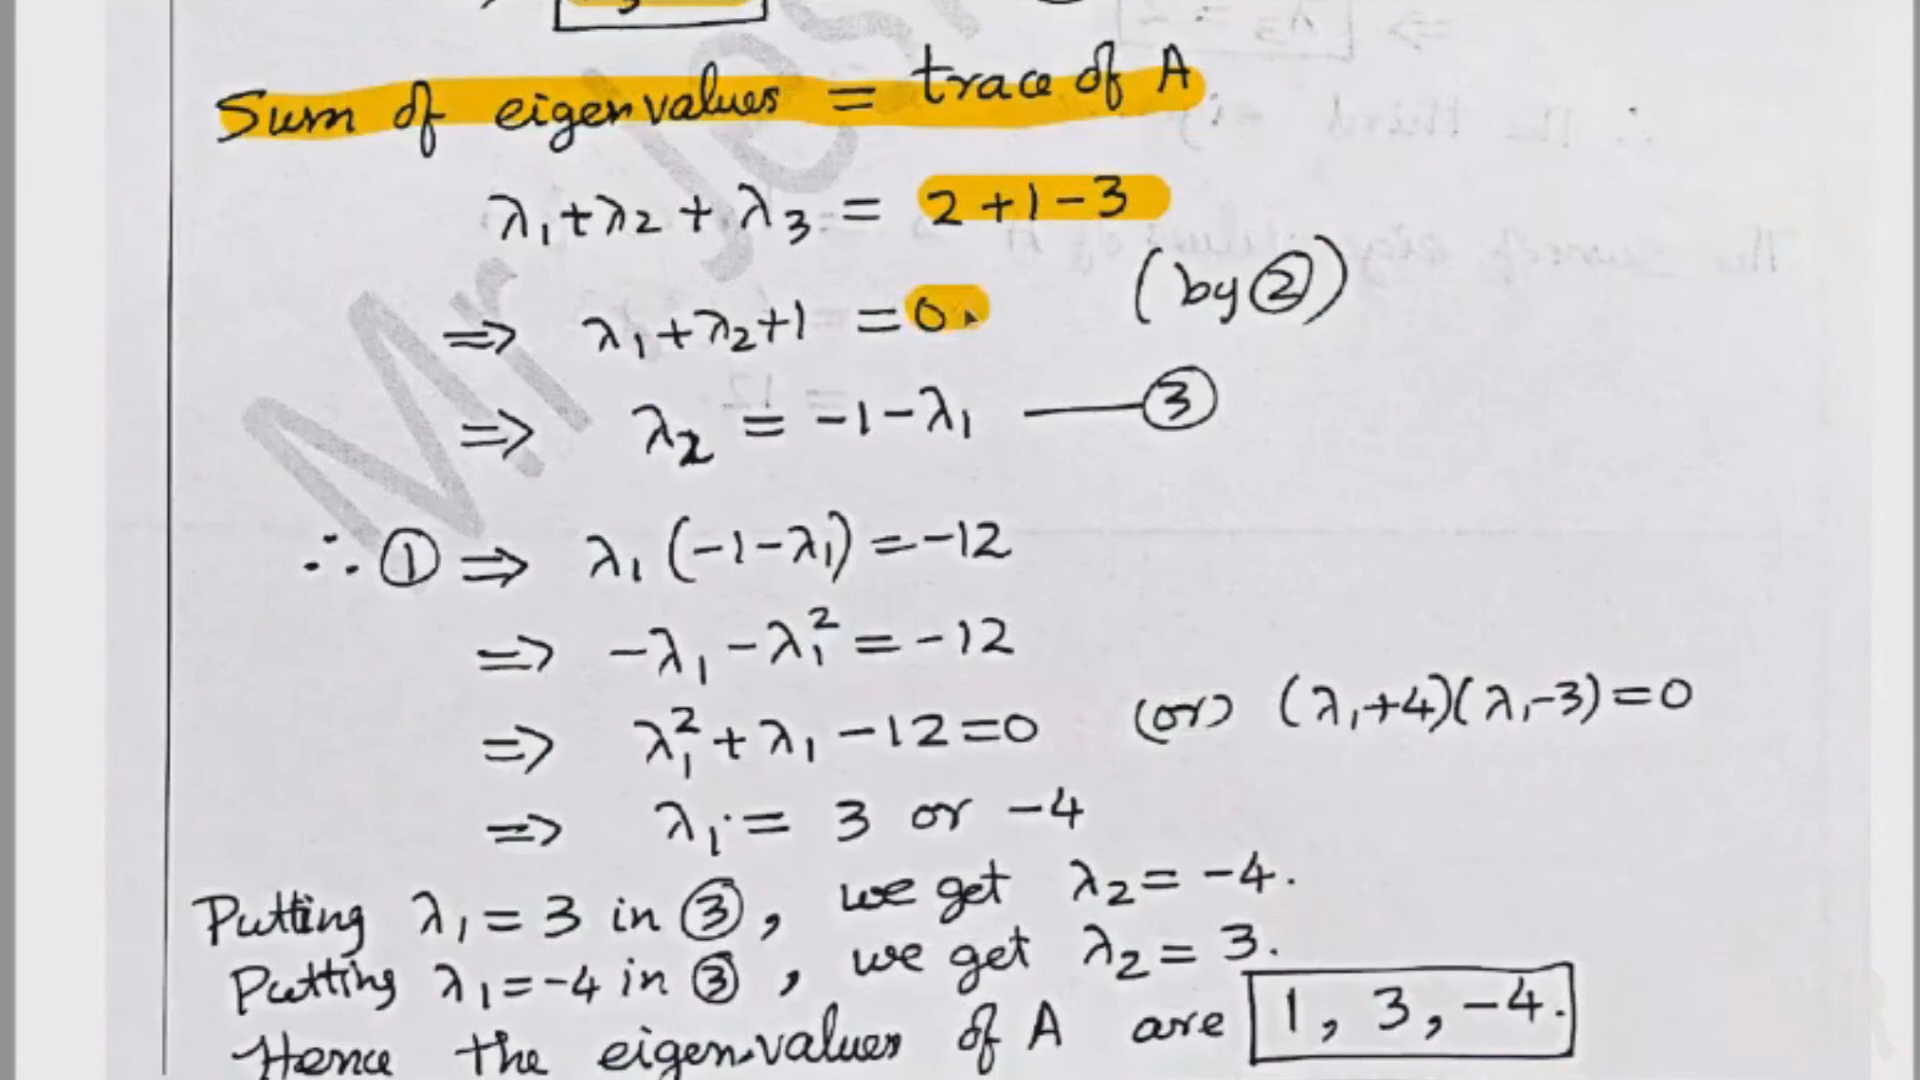 Sum of eigenvalues = trace of A
λ₁+λ₂+λ₃ = 2+1-3
⇒ λ₁+λ₂+1 = 0. (by ②)
⇒ λ₂ = -1-λ₁ —— ③
∴ ① ⇒ λ₁(-1-λ₁) = -12
⇒ -λ₁-λ₁² = -12
⇒ λ₁²+λ₁-12=0 (or) (λ₁+4)(λ₁-3)=0
⇒ λ₁ = 3 or -4
Putting λ₁=3 in ③, we get λ₂=-4.
Putting λ₁=-4 in ③, we get λ₂=3.
Hence the eigenvalues of A are 1, 3, -4.